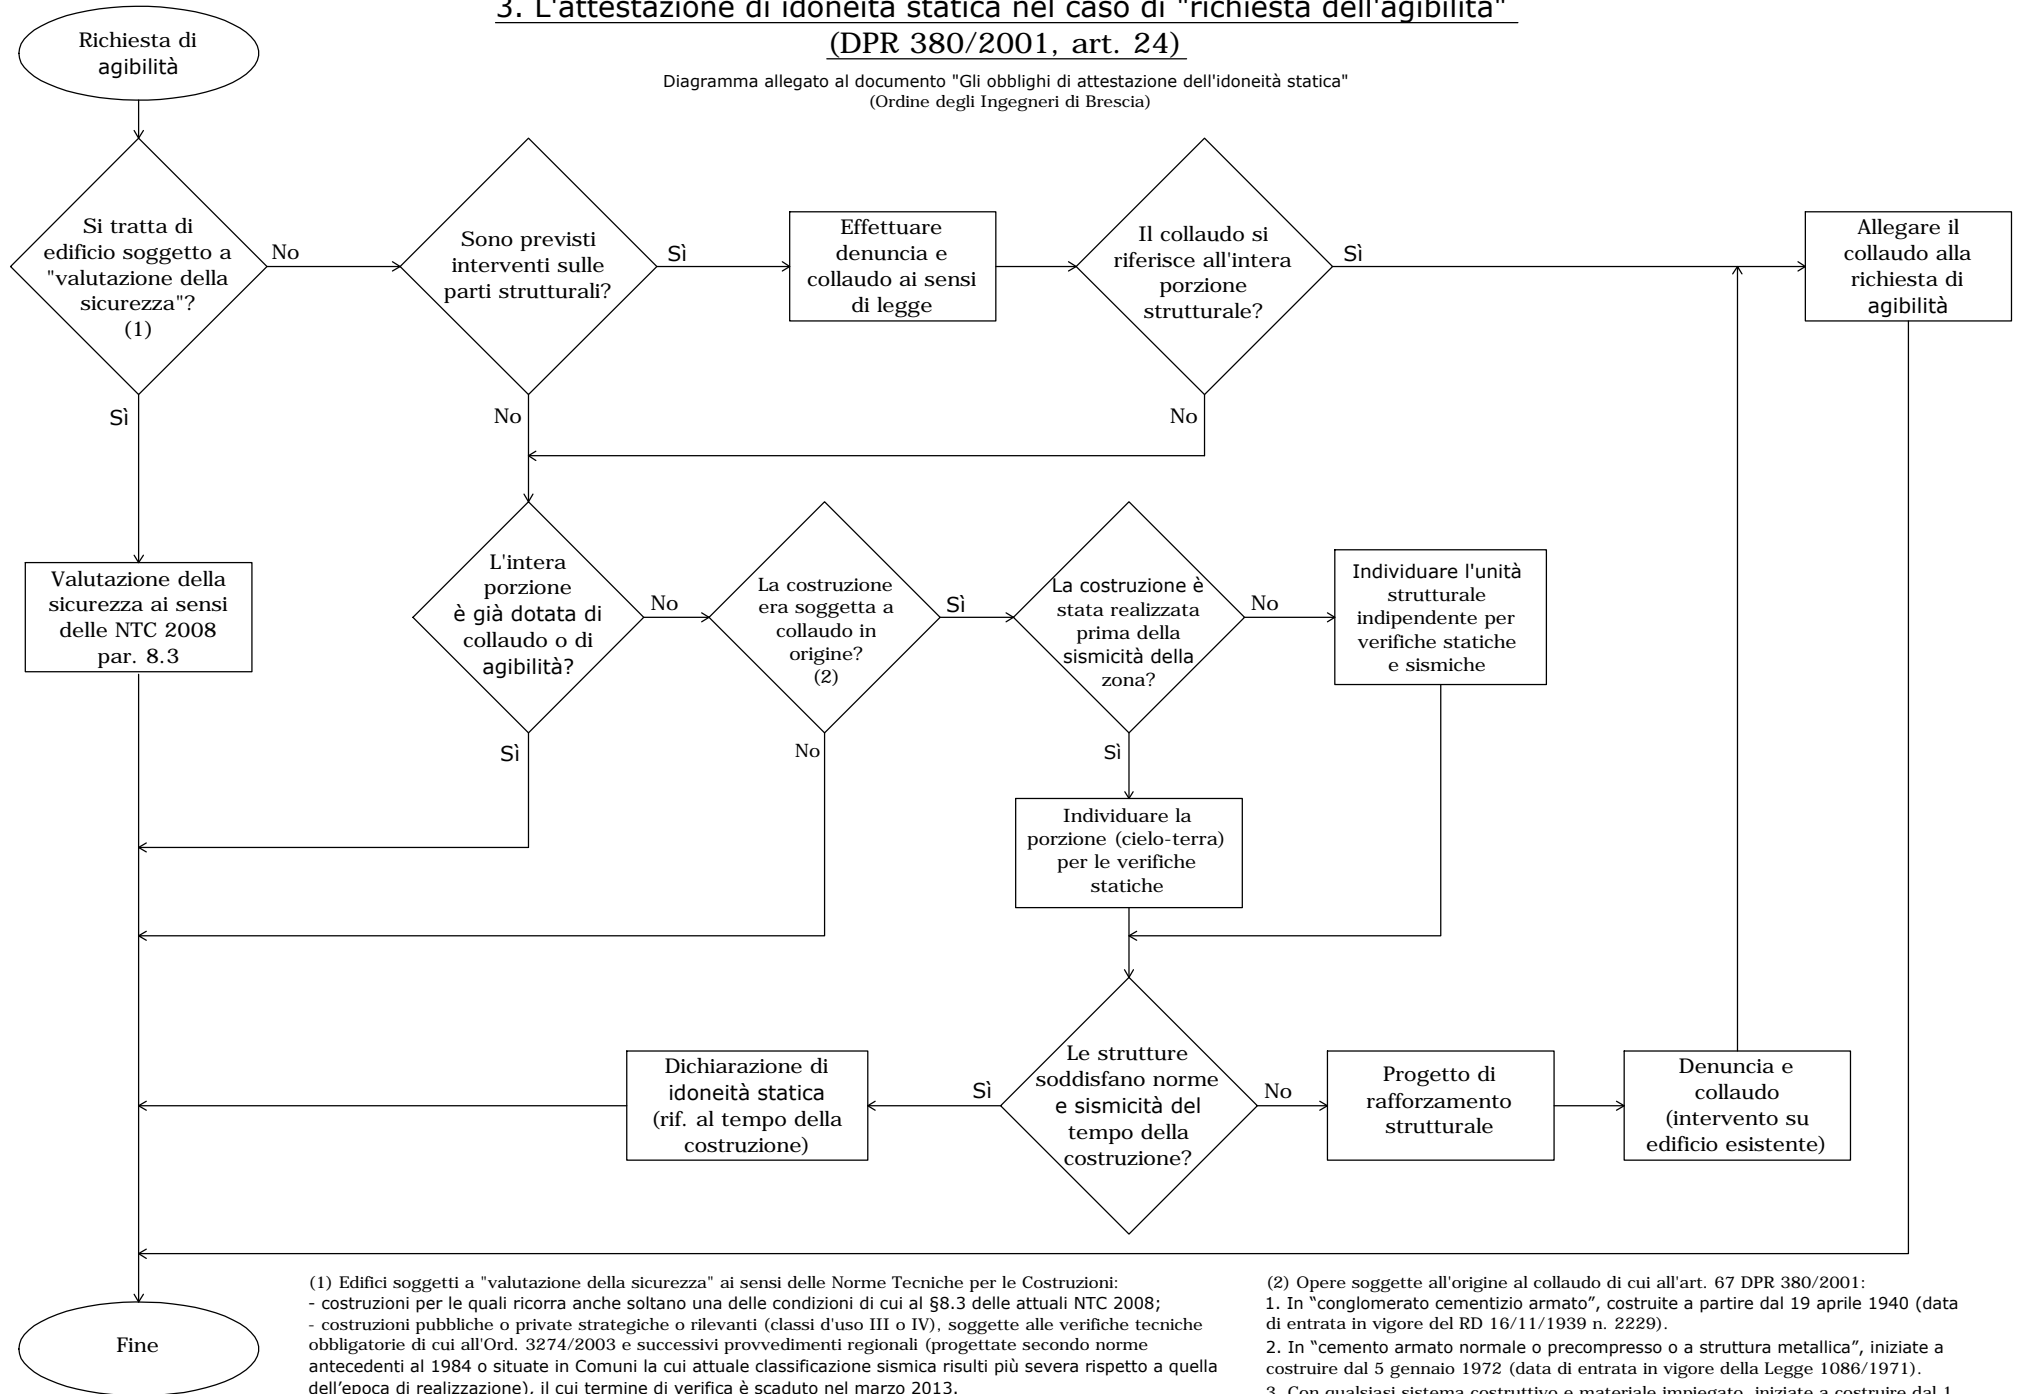 3. L'attestazione di idoneità statica nel caso di "richiesta dell'agibilità"
(DPR 380/2001, art. 24)
Diagramma allegato al documento "Gli obblighi di attestazione dell'idoneità statica"
(Ordine degli Ingegneri di Brescia)
Richiesta di
agibilità
Si tratta di
edificio soggetto a
"valutazione della
sicurezza"?
(1)
No
Sì
Sono previsti
interventi sulle
parti strutturali?
Sì
No
Effettuare
denuncia e
collaudo ai sensi
di legge
Il collaudo si
riferisce all'intera
porzione
strutturale?
Sì
No
Allegare il
collaudo alla
richiesta di
agibilità
Valutazione della
sicurezza ai sensi
delle NTC 2008
par. 8.3
L'intera
porzione
è già dotata di
collaudo o di
agibilità?
No
Sì
La costruzione
era soggetta a
collaudo in
origine?
(2)
Sì
No
La costruzione è
stata realizzata
prima della
sismicità della
zona?
No
Sì
Individuare l'unità
strutturale
indipendente per
verifiche statiche
e sismiche
Individuare la
porzione (cielo-terra)
per le verifiche
statiche
Dichiarazione di
idoneità statica
(rif. al tempo della
costruzione)
Sì
Le strutture
soddisfano norme
e sismicità del
tempo della
costruzione?
No
Progetto di
rafforzamento
strutturale
Denuncia e
collaudo
(intervento su
edificio esistente)
Fine
(1) Edifici soggetti a "valutazione della sicurezza" ai sensi delle Norme Tecniche per le Costruzioni:
- costruzioni per le quali ricorra anche soltano una delle condizioni di cui al §8.3 delle attuali NTC 2008;
- costruzioni pubbliche o private strategiche o rilevanti (classi d'uso III o IV), soggette alle verifiche tecniche
obbligatorie di cui all'Ord. 3274/2003 e successivi provvedimenti regionali (progettate secondo norme
antecedenti al 1984 o situate in Comuni la cui attuale classificazione sismica risulti più severa rispetto a quella
dell'epoca di realizzazione), il cui termine di verifica è scaduto nel marzo 2013.
(2) Opere soggette all'origine al collaudo di cui all'art. 67 DPR 380/2001:
1. In “conglomerato cementizio armato”, costruite a partire dal 19 aprile 1940 (data
di entrata in vigore del RD 16/11/1939 n. 2229).
2. In “cemento armato normale o precompresso o a struttura metallica”, iniziate a
costruire dal 5 gennaio 1972 (data di entrata in vigore della Legge 1086/1971).
3. Con qualsiasi sistema costruttivo e materiale impiegato, iniziate a costruire dal 1